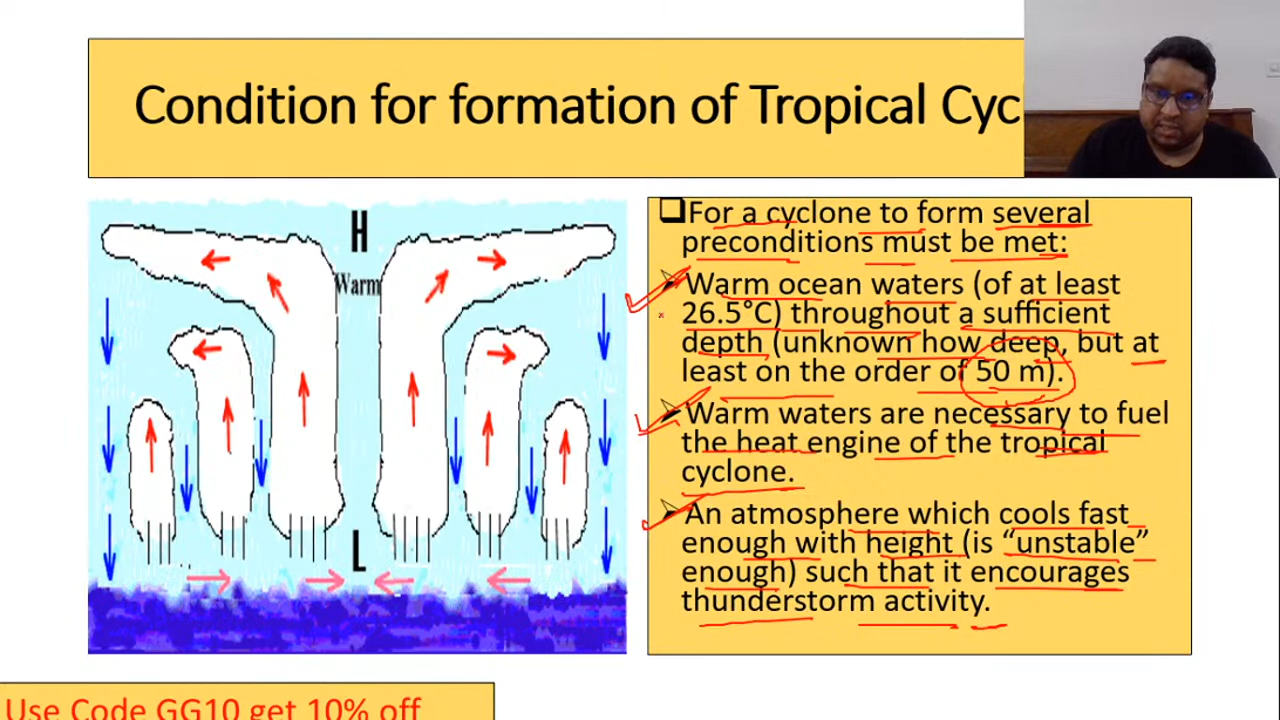 Condition for formation of Tropical Cyc
H
Warm
L
For a cyclone to form several
preconditions must be met:
Warm ocean waters (of at least
26.5°C) throughout a sufficient
depth (unknown how deep, but at
least on the order of 50 m).
Warm waters are necessary to fuel
the heat engine of the tropical
cyclone.
An atmosphere which cools fast
enough with height (is “unstable”
enough) such that it encourages
thunderstorm activity.
Use Code GG10 get 10% off